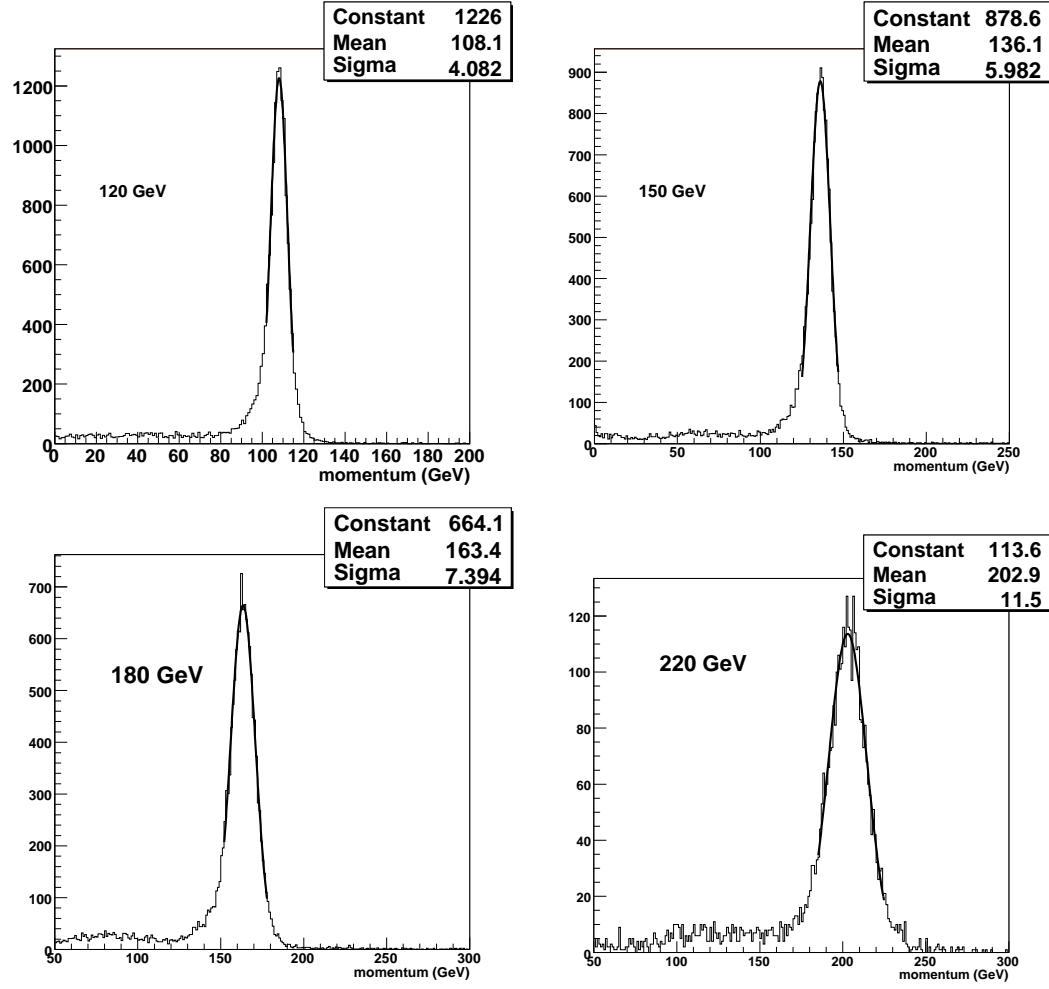 Constant 1226
Mean 108.1
Sigma 4.082
1200
1000
800
600
400
200
0
120 GeV
0 20 40 60 80 100 120 140 160 180 200
momentum (GeV)
Constant 878.6
Mean 136.1
Sigma 5.982
900
800
700
600
500
400
300
200
100
0
150 GeV
0 50 100 150 200 250
momentum (GeV)
Constant 664.1
Mean 163.4
Sigma 7.394
700
600
500
400
300
200
100
0
180 GeV
50 100 150 200 250 300
momentum (GeV)
Constant 113.6
Mean 202.9
Sigma 11.5
120
100
80
60
40
20
0
220 GeV
50 100 150 200 250 300
momentum (GeV)